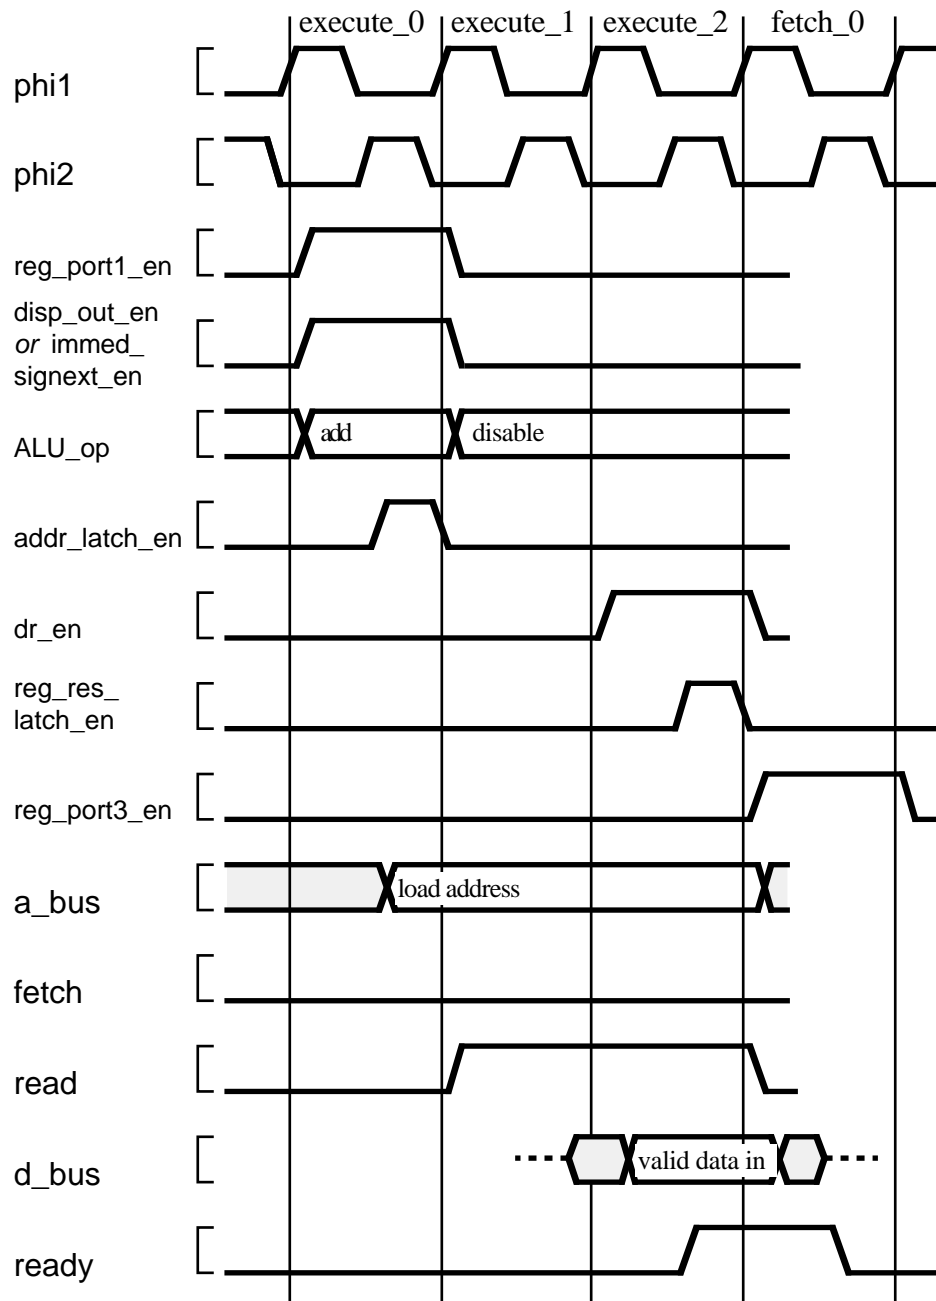 execute_0 execute_1 execute_2 fetch_0
phi1
phi2
reg_port1_en
disp_out_en
or immed_
signext_en
ALU_op add disable
addr_latch_en
dr_en
reg_res_
latch_en
reg_port3_en
a_bus load address
fetch
read
d_bus valid data in
ready